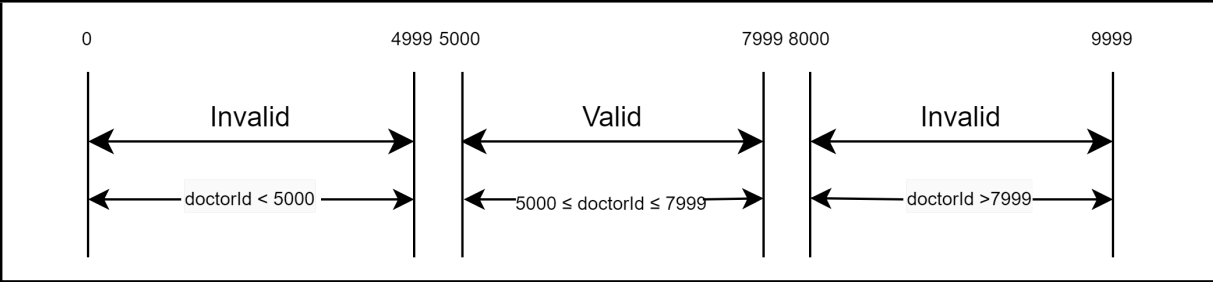 0 4999 5000 7999 8000 9999
Invalid Valid Invalid
doctorId < 5000 5000 ≤ doctorId ≤ 7999 doctorId >7999